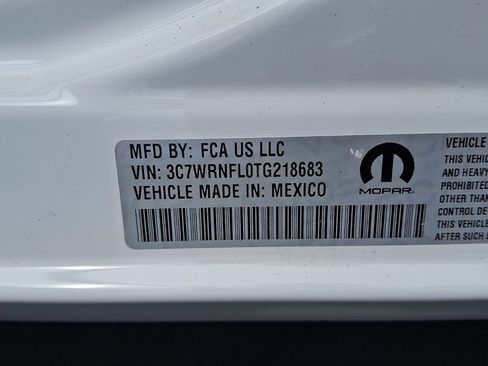 MFD BY: FCA US LLC
VIN: 3C7WRNFL0TG218683
VEHICLE MADE IN: MEXICO
MOPAR
VEHICLE
THIS VEHIC
AND HEAVY
PROHIBITED
OTHER THAN
CONTROL DE
THIS VEHICLE
AFTER SUCH